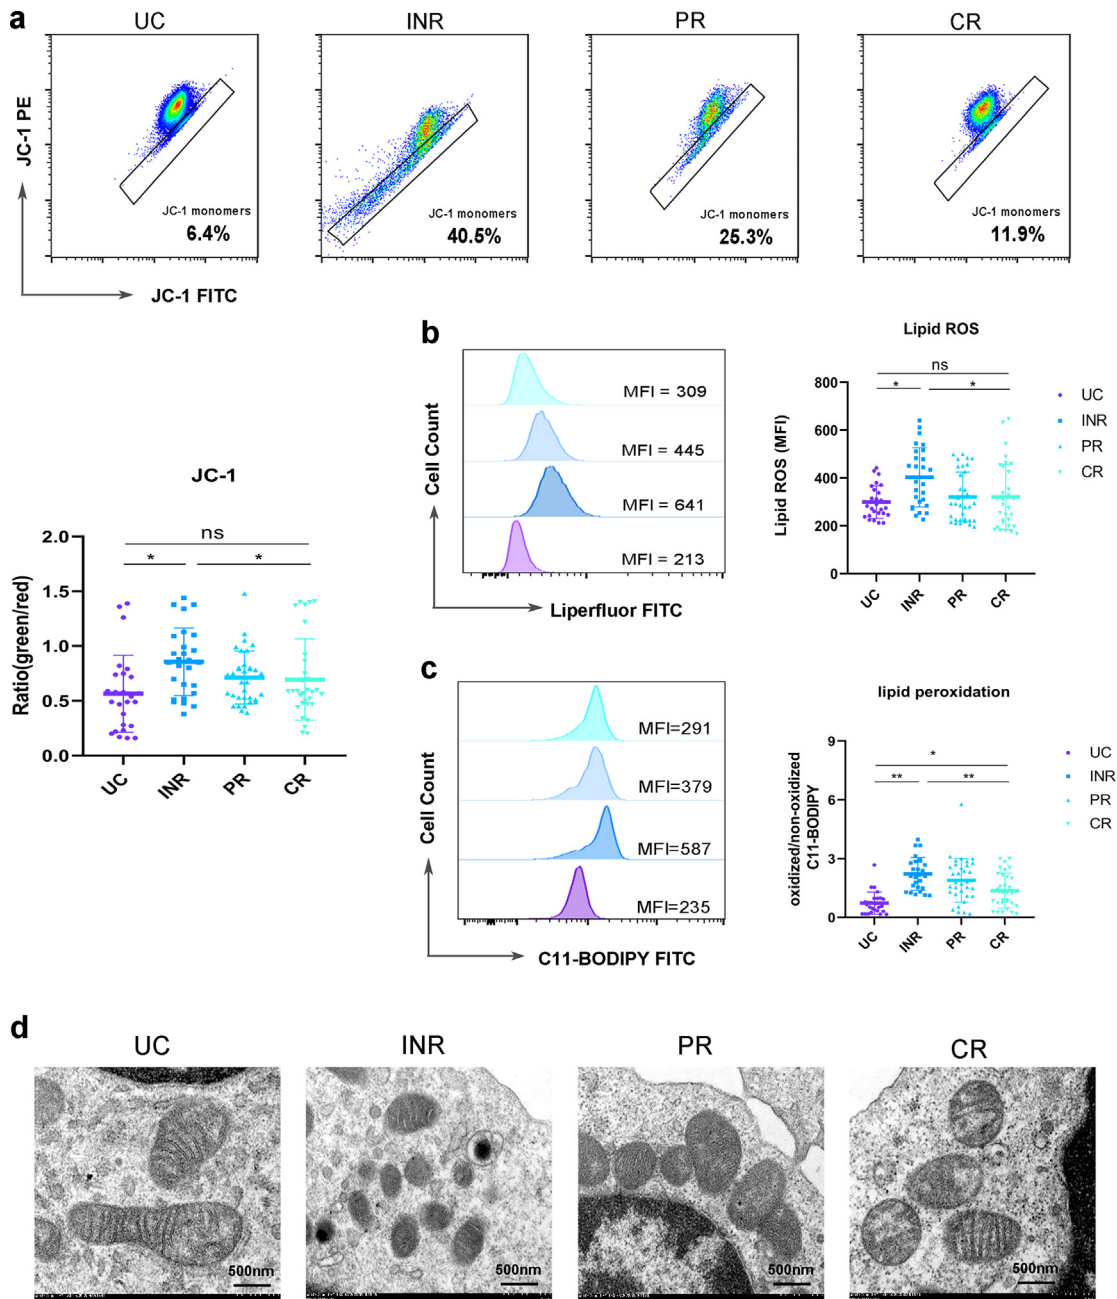 a
UC
INR
PR
CR
JC-1 PE
JC-1 monomers
6.4%
JC-1 monomers
40.5%
JC-1 monomers
25.3%
JC-1 monomers
11.9%
JC-1 FITC
JC-1
ns
* *
Ratio(green/red)
2.0
1.5
1.0
0.5
0.0
UC
INR
PR
CR
b
Cell Count
MFI = 309
MFI = 445
MFI = 641
MFI = 213
Liperfluor FITC
Lipid ROS
ns
* *
Lipid ROS (MFI)
800
600
400
200
0
UC
INR
PR
CR
UC
INR
PR
CR
c
Cell Count
MFI=291
MFI=379
MFI=587
MFI=235
C11-BODIPY FITC
lipid peroxidation
*
** **
oxidized/non-oxidized
C11-BODIPY
9
6
3
0
UC
INR
PR
CR
UC
INR
PR
CR
d
UC
INR
PR
CR
500nm
500nm
500nm
500nm